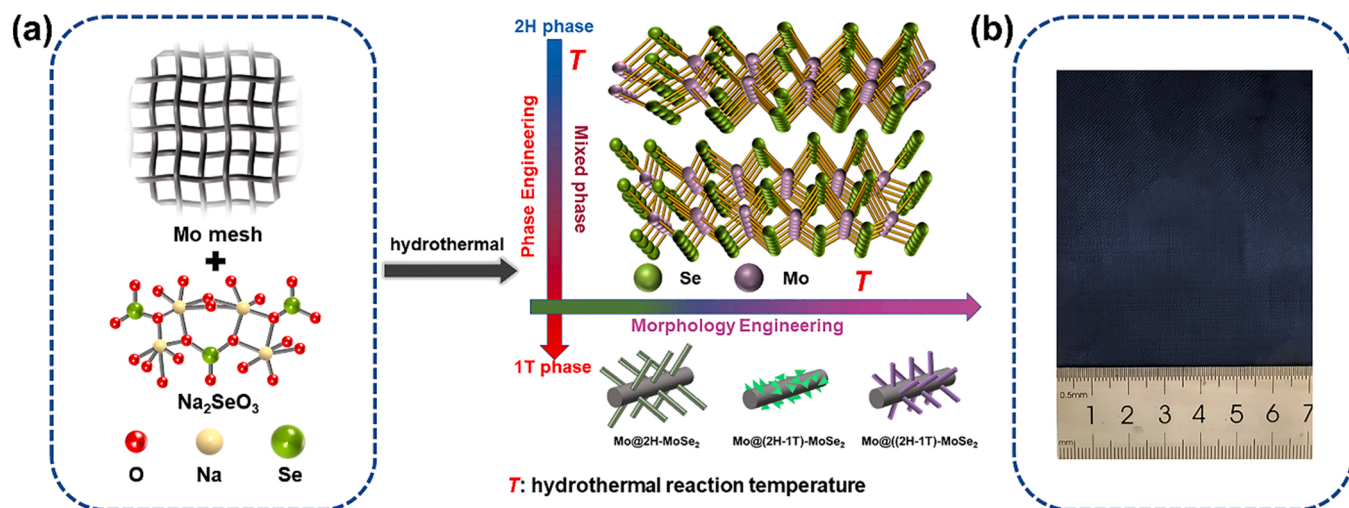 (a)
Mo mesh
+
Na₂SeO₃
O
Na
Se
hydrothermal
2H phase
T
Phase Engineering
Mixed phase
1T phase
Se
Mo
T
Morphology Engineering
Mo@2H-MoSe₂
Mo@(2H-1T)-MoSe₂
Mo@((2H-1T)-MoSe₂
T: hydrothermal reaction temperature
(b)
0.5mm
1 2 3 4 5 6 7
mm